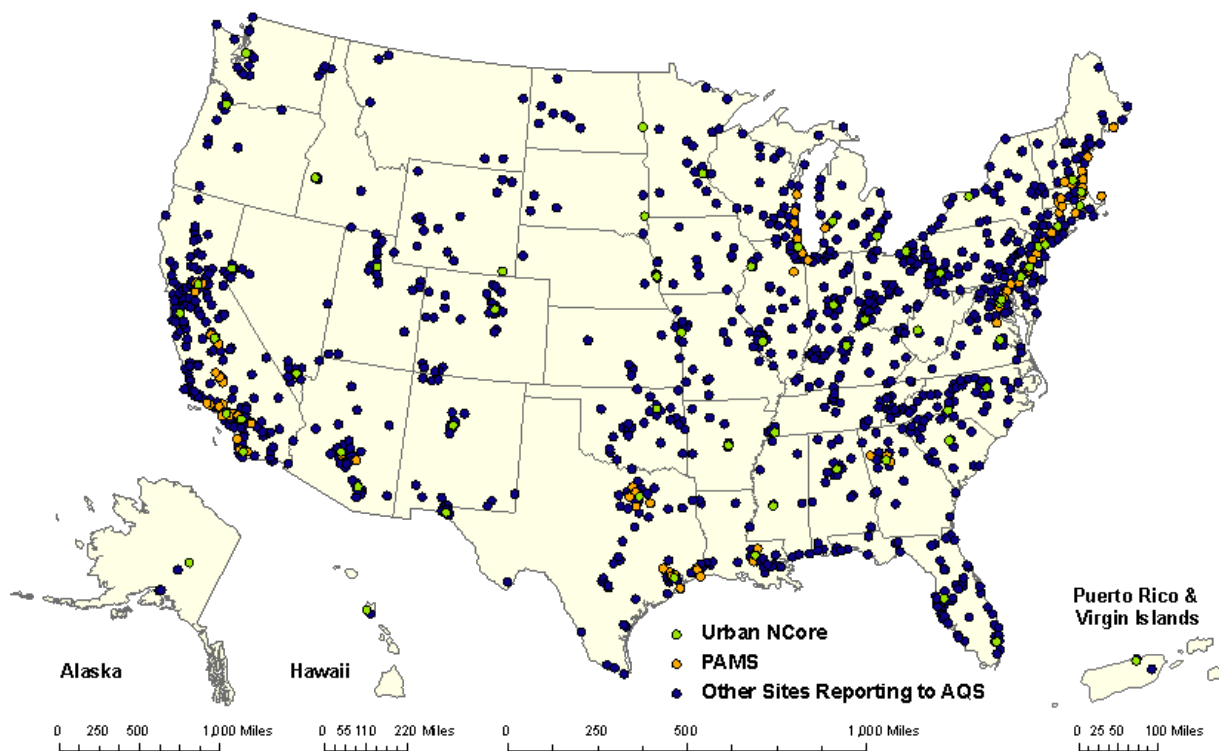 Puerto Rico &
Virgin Islands
Urban NCore
PAMS
Other Sites Reporting to AQS
Alaska
Hawaii
0 250 500 1,000 Miles
0 55 110 220 Miles
0 250 500 1,000 Miles
0 25 50 100 Miles